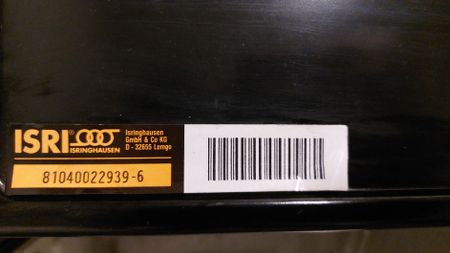 ISRI®
ISRINGHAUSEN
Isringhausen
GmbH & Co KG
D - 32655 Lemgo
81040022939-6